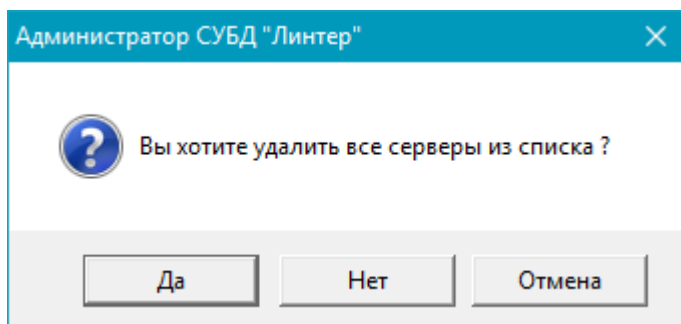 Администратор СУБД "Линтер"
Вы хотите удалить все серверы из списка ?
Да
Нет
Отмена